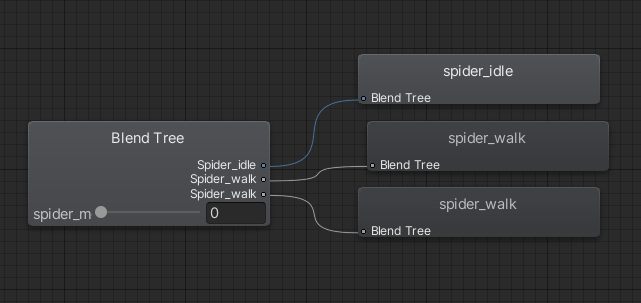 spider_idle
Blend Tree
Blend Tree
Spider_idle
Spider_walk
Spider_walk
spider_m
0
spider_walk
Blend Tree
spider_walk
Blend Tree